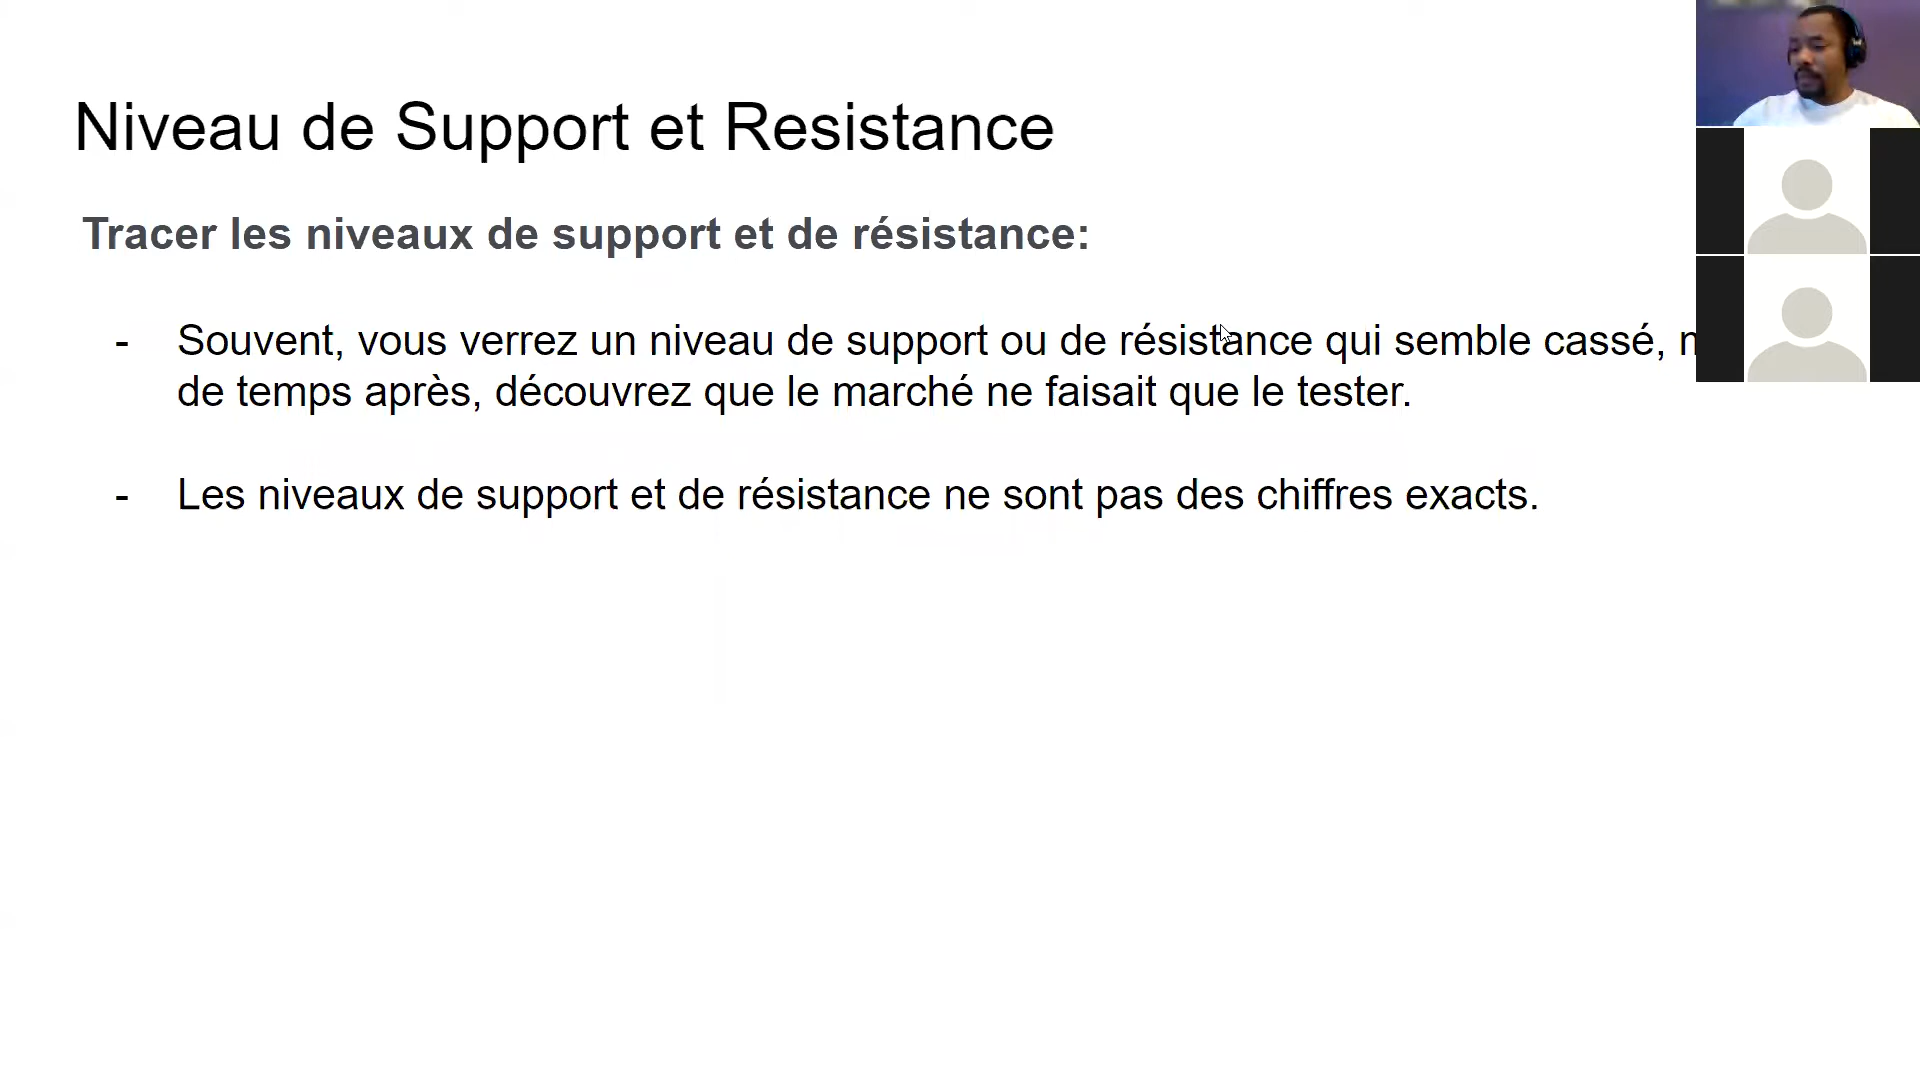 Niveau de Support et Resistance
Tracer les niveaux de support et de résistance:
- Souvent, vous verrez un niveau de support ou de résistance qui semble cassé,
de temps après, découvrez que le marché ne faisait que le tester.
- Les niveaux de support et de résistance ne sont pas des chiffres exacts.